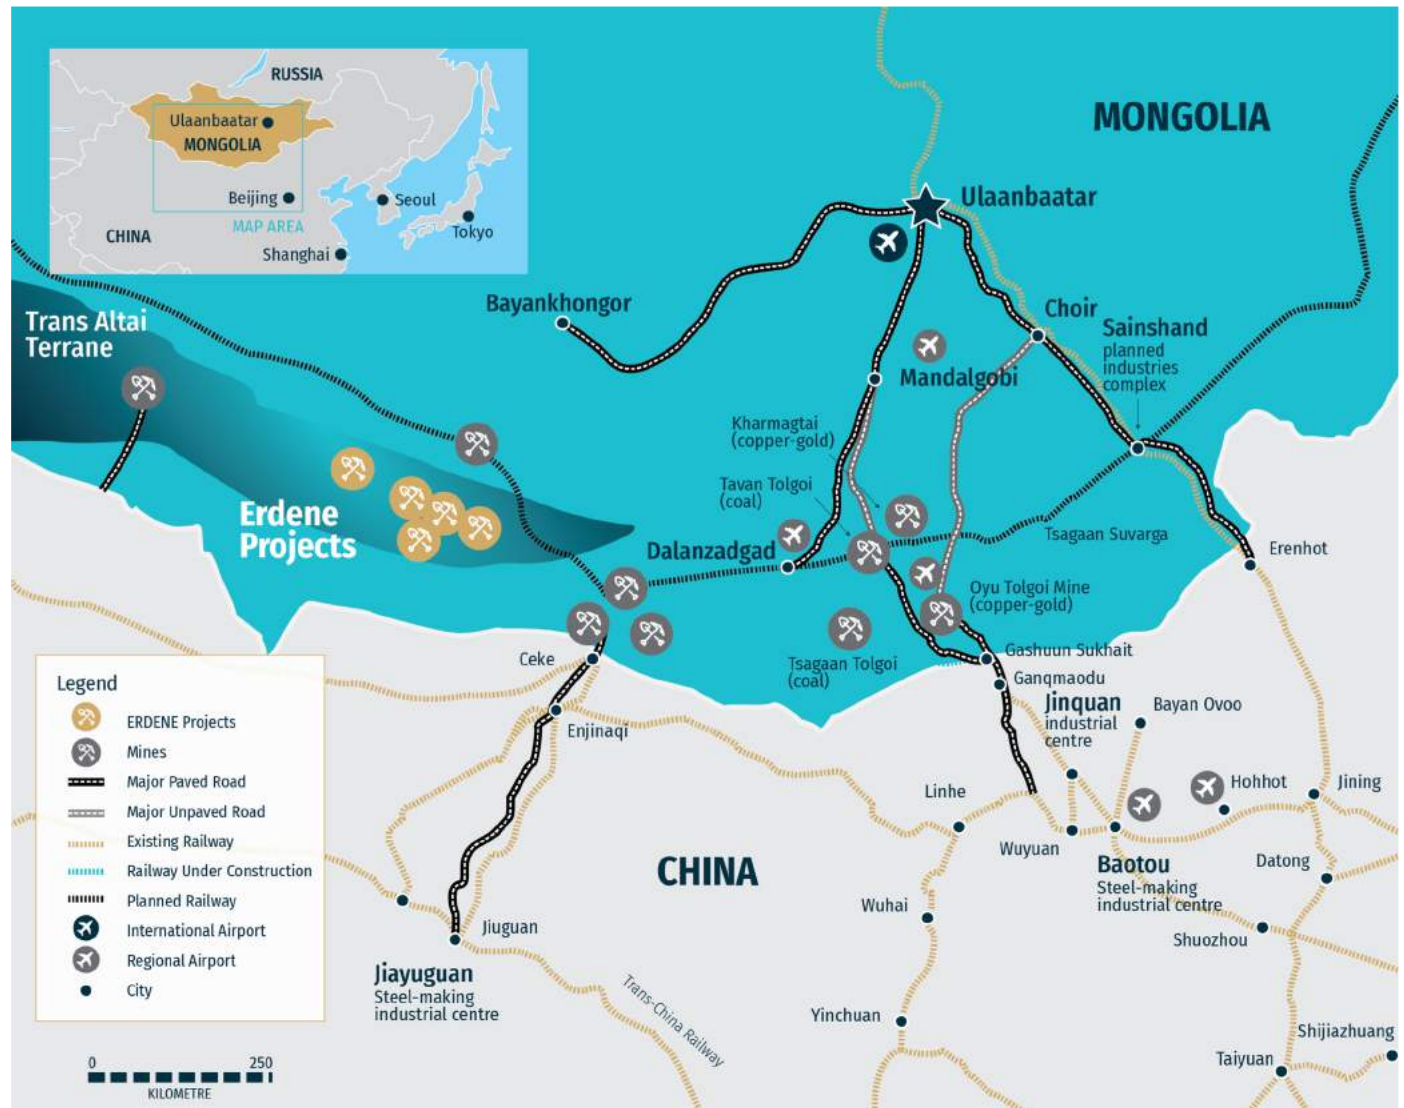 RUSSIA
Ulaanbaatar
MONGOLIA
Beijing
Seoul
MAP AREA
Tokyo
CHINA
Shanghai
MONGOLIA
Ulaanbaatar
Bayankhongor
Choir
Sainshand
planned
industries
complex
Trans Altai
Terrane
Mandalgobi
Kharmagtai
(copper-gold)
Tavan Tolgoi
(coal)
Erdene
Projects
Dalanzadgad
Tsagaan Suvarga
Erenhot
Oyu Tolgoi Mine
(copper-gold)
Tsagaan Tolgoi
(coal)
Gashuun Sukhait
Ceke
Ganqmaodu
Jinquan
industrial
centre
Bayan Ovoo
Enjinaqi
Linhe
Hohhot
Jining
Wuyuan
CHINA
Baotou
Steel-making
industrial centre
Datong
Wuhai
Shuozhou
Jiuguan
Jiayuguan
Steel-making
industrial centre
Trans-China Railway
Yinchuan
Shijiazhuang
Taiyuan
Legend
ERDENE Projects
Mines
Major Paved Road
Major Unpaved Road
Existing Railway
Railway Under Construction
Planned Railway
International Airport
Regional Airport
City
0 250
KILOMETRE